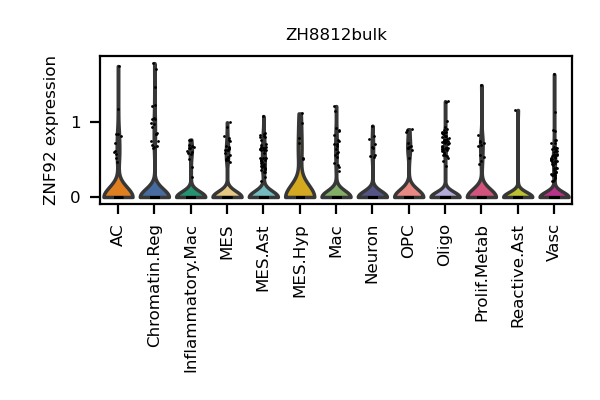 ZH8812bulk
ZNF92 expression
1
0
AC
Chromatin.Reg
Inflammatory.Mac
MES
MES.Ast
MES.Hyp
Mac
Neuron
OPC
Oligo
Prolif.Metab
Reactive.Ast
Vasc